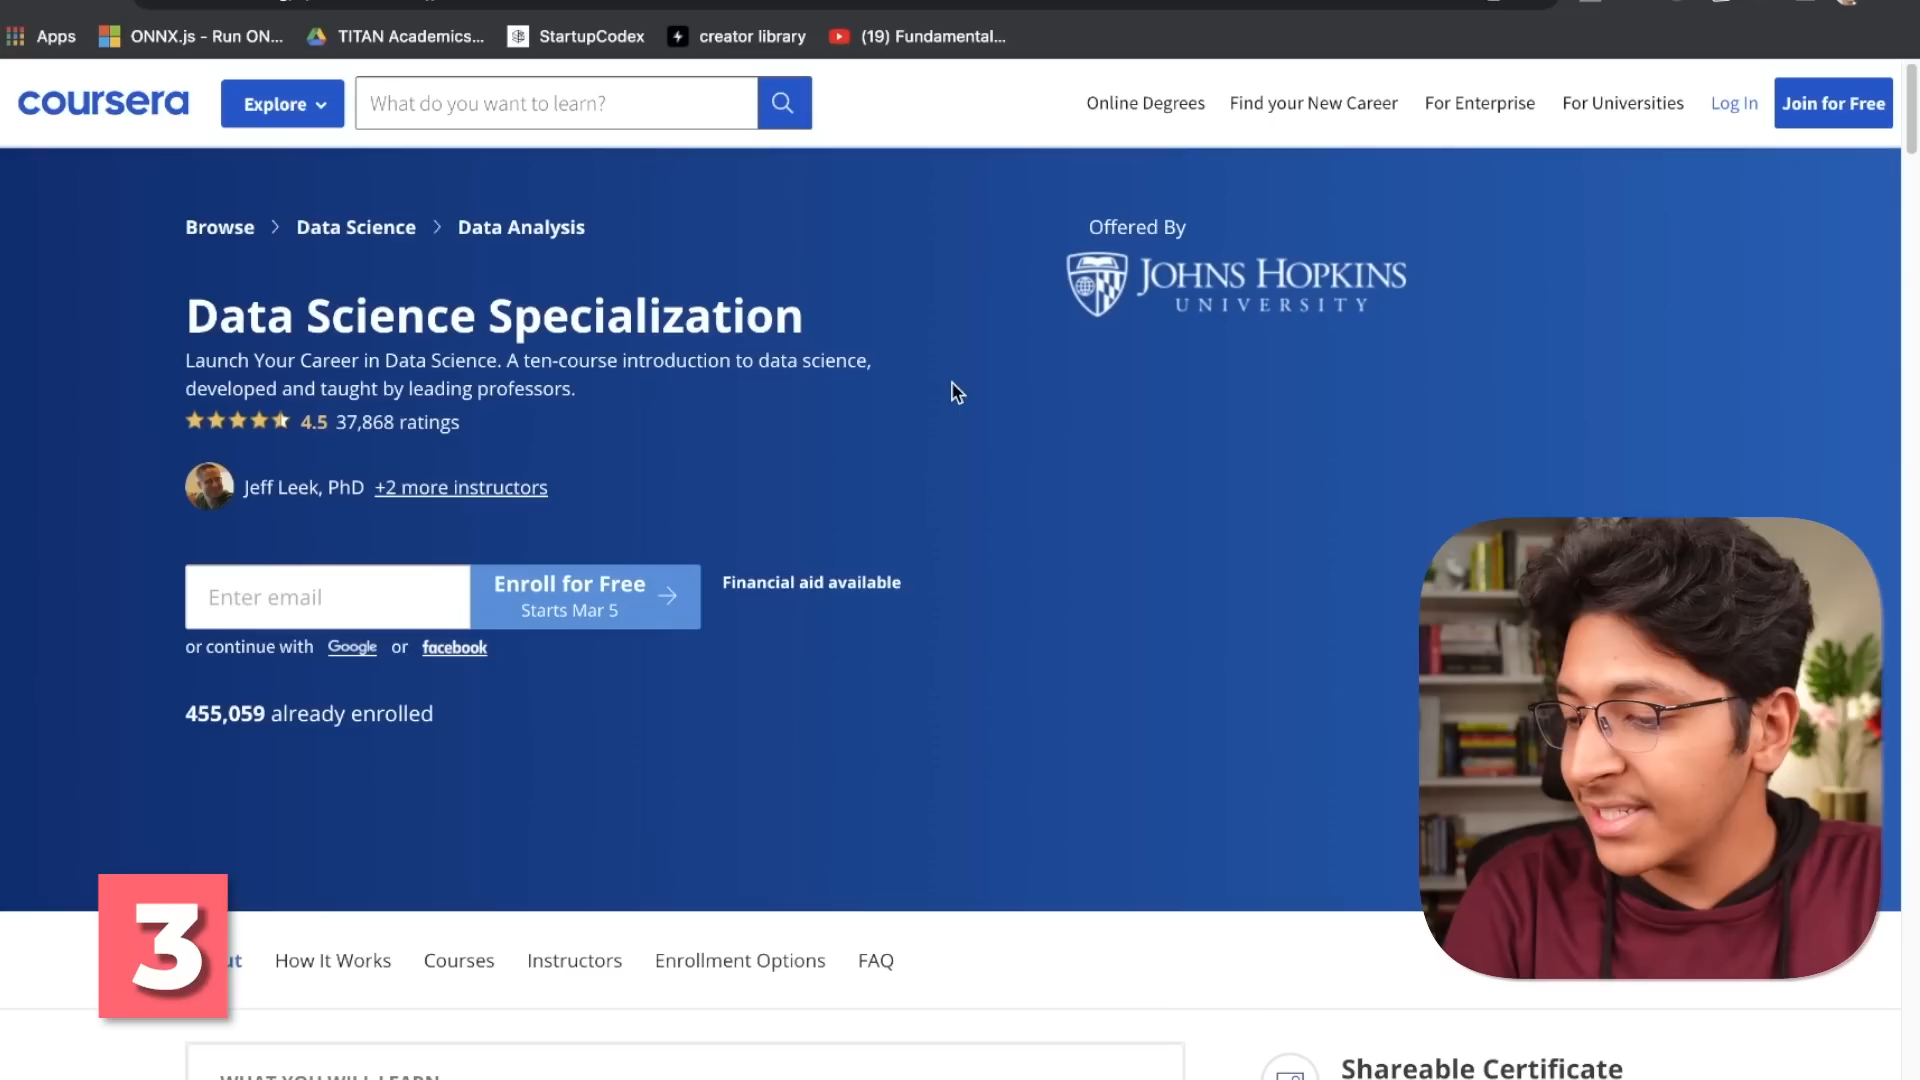 Apps
ONNX.js - Run ON...
TITAN Academics...
StartupCodex
creator library
(19) Fundamental...
coursera
Explore
What do you want to learn?
Online Degrees
Find your New Career
For Enterprise
For Universities
Log In
Join for Free
Browse > Data Science > Data Analysis
Offered By
JOHNS HOPKINS
UNIVERSITY
Data Science Specialization
Launch Your Career in Data Science. A ten-course introduction to data science,
developed and taught by leading professors.
4.5 37,868 ratings
Jeff Leek, PhD +2 more instructors
Enter email
Enroll for Free
Starts Mar 5
Financial aid available
or continue with Google or facebook
455,059 already enrolled
3
ut
How It Works
Courses
Instructors
Enrollment Options
FAQ
WHAT YOU WILL LEARN
Shareable Certificate